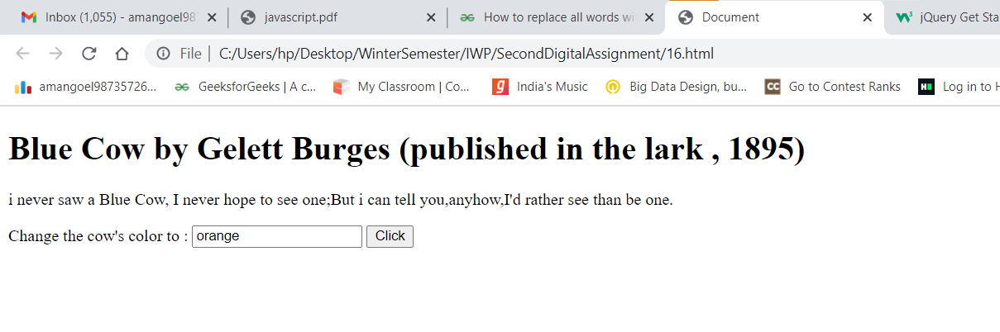 Inbox (1,055) - amangoel987
javascript.pdf
How to replace all words wi
Document
jQuery Get Sta
File
C:/Users/hp/Desktop/WinterSemester/IWP/SecondDigitalAssignment/16.html
amangoel98735726...
GeeksforGeeks | A c...
My Classroom | Co...
India's Music
Big Data Design, bu...
CC
Go to Contest Ranks
H
Log in to H
Blue Cow by Gelett Burges (published in the lark , 1895)
i never saw a Blue Cow, I never hope to see one;But i can tell you,anyhow,I'd rather see than be one.
Change the cow's color to : orange Click